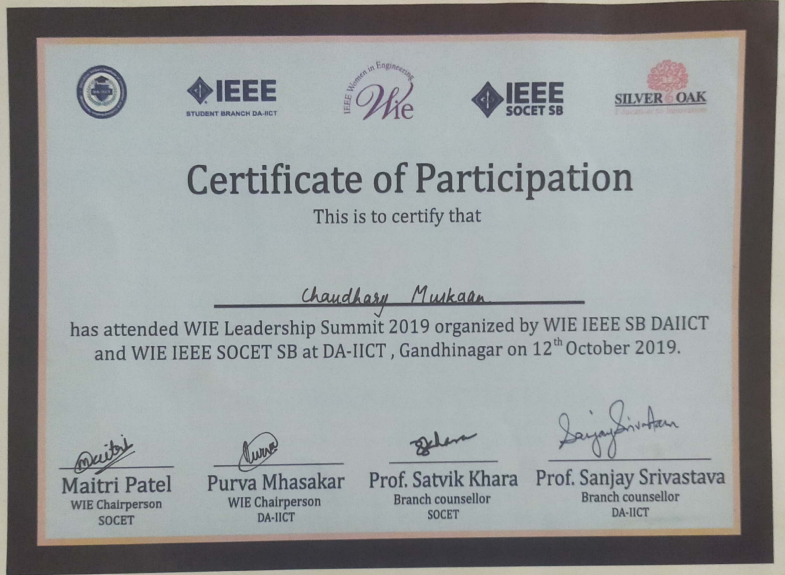 IEEE
STUDENT BRANCH DA-IICT
IEEE Women in Engineering
WIE
IEEE
SOCET SB
SILVER OAK
Certificate of Participation
This is to certify that
Chaudhary Muskaan
has attended WIE Leadership Summit 2019 organized by WIE IEEE SB DAIICT
and WIE IEEE SOCET SB at DA-IICT , Gandhinagar on 12th October 2019.
Maitri
Purva
Sanjay Srivastava
Maitri Patel
Purva Mhasakar
Prof. Satvik Khara
Prof. Sanjay Srivastava
WIE Chairperson
WIE Chairperson
Branch counsellor
Branch counsellor
SOCET
DA-IICT
SOCET
DA-IICT